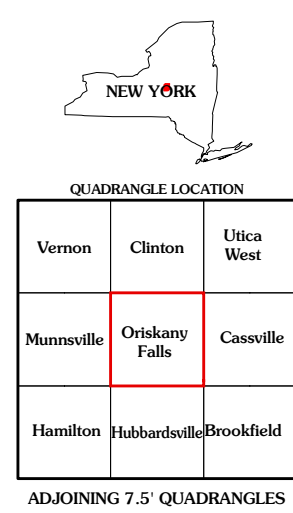 NEW YORK
QUADRANGLE LOCATION
Vernon
Clinton
Utica
West
Munnsville
Oriskany
Falls
Cassville
Hamilton
Hubbardsville
Brookfield
ADJOINING 7.5' QUADRANGLES